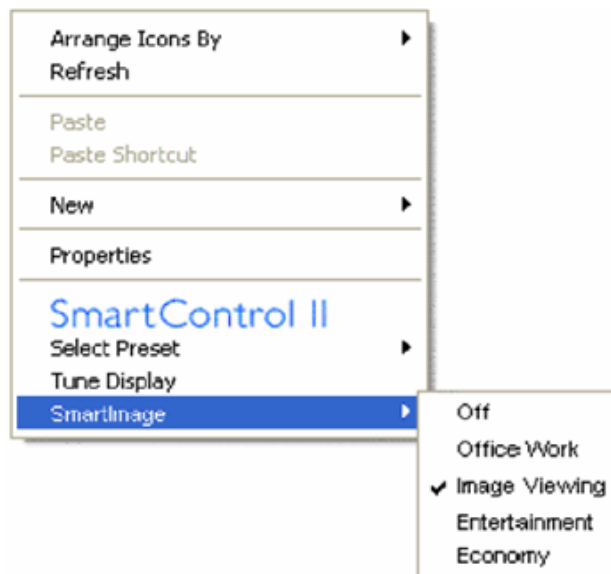 Arrange Icons By
Refresh
Paste
Paste Shortcut
New
Properties
SmartControl II
Select Preset
Tune Display
SmartImage
Off
Office Work
Image Viewing
Entertainment
Economy